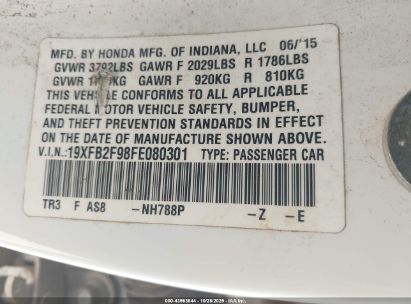 MFD. BY HONDA MFG. OF INDIANA, LLC 06/'15
GVWR 3792LBS GAWR F 2029LBS R 1786LBS
GVWR GAWR F 920KG R 810KG
THIS VEHICLE CONFORMS TO ALL APPLICABLE
FEDERAL MOTOR VEHICLE SAFETY, BUMPER,
AND THEFT PREVENTION STANDARDS IN EFFECT
ON THE DATE OF MANUFACTURE SHOWN ABOVE.
V.I.N.: 19XFB2F98FE080301 TYPE: PASSENGER CAR
TR3 F AS8 -NH788P -Z -E